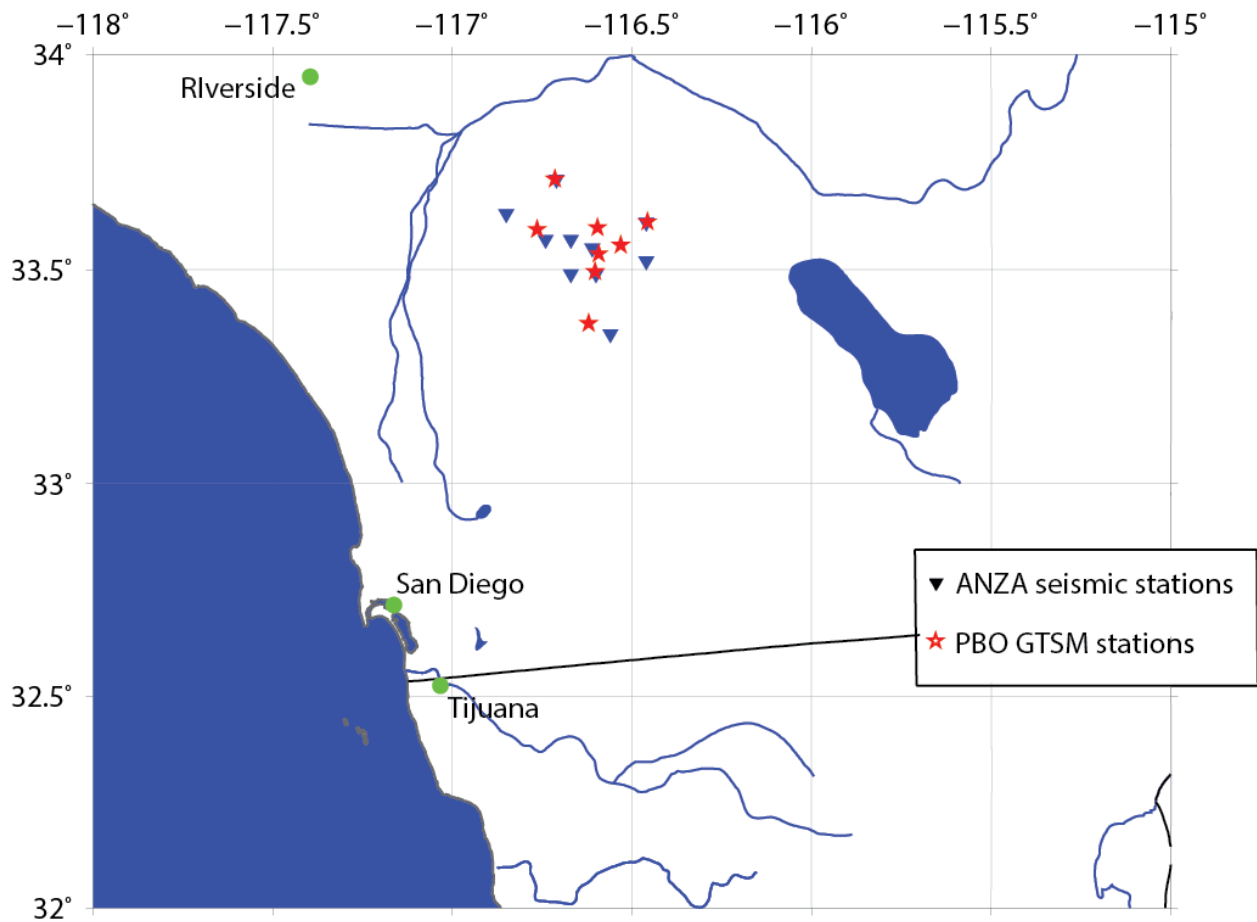 −118˚ −117.5˚ −117˚ −116.5˚ −116˚ −115.5˚ −115˚
34˚
RIverside
33.5˚
33˚
San Diego
ANZA seismic stations
PBO GTSM stations
32.5˚
Tijuana
32˚